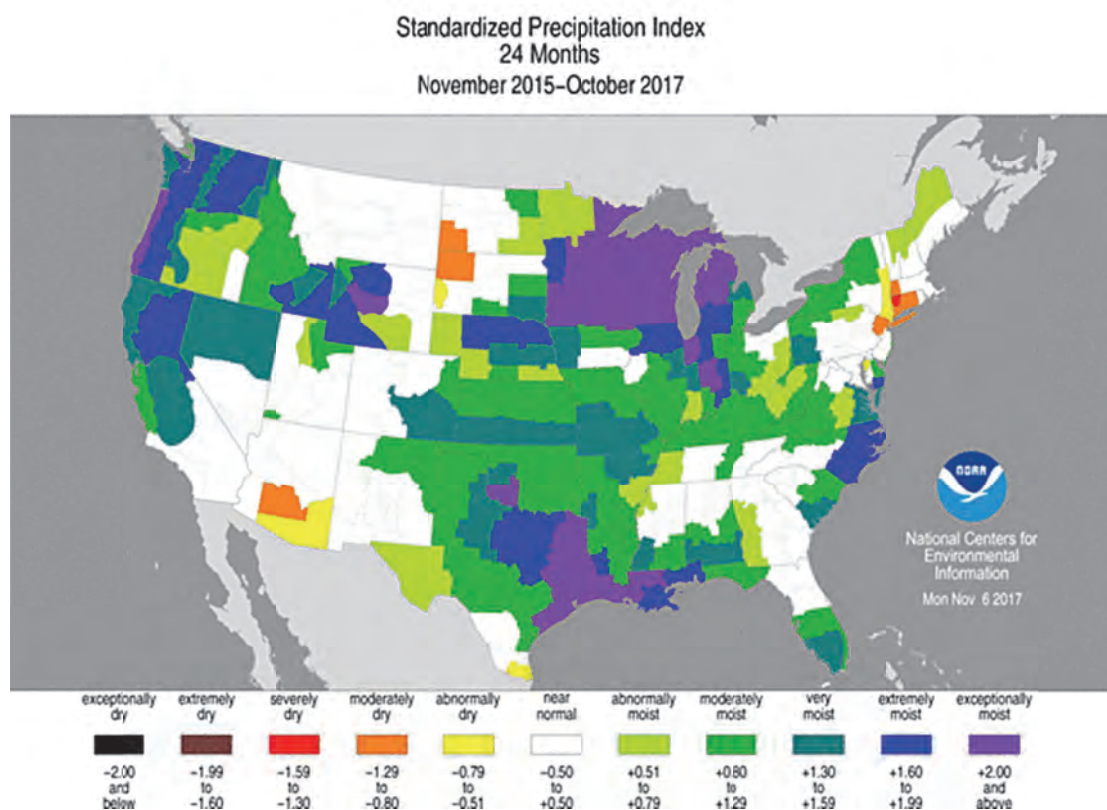 Standardized Precipitation Index
24 Months
November 2015–October 2017
NOAA
National Centers for
Environmental
Information
Mon Nov 6 2017
exceptionally dry
extremely dry
severely dry
moderately dry
abnormally dry
near normal
abnormally moist
moderately moist
very moist
extremely moist
exceptionally moist
−2.00 and below
−1.99 to −1.60
−1.59 to −1.30
−1.29 to −0.80
−0.79 to −0.51
−0.50 to +0.50
+0.51 to +0.79
+0.80 to +1.29
+1.30 to +1.59
+1.60 to +1.99
+2.00 and above